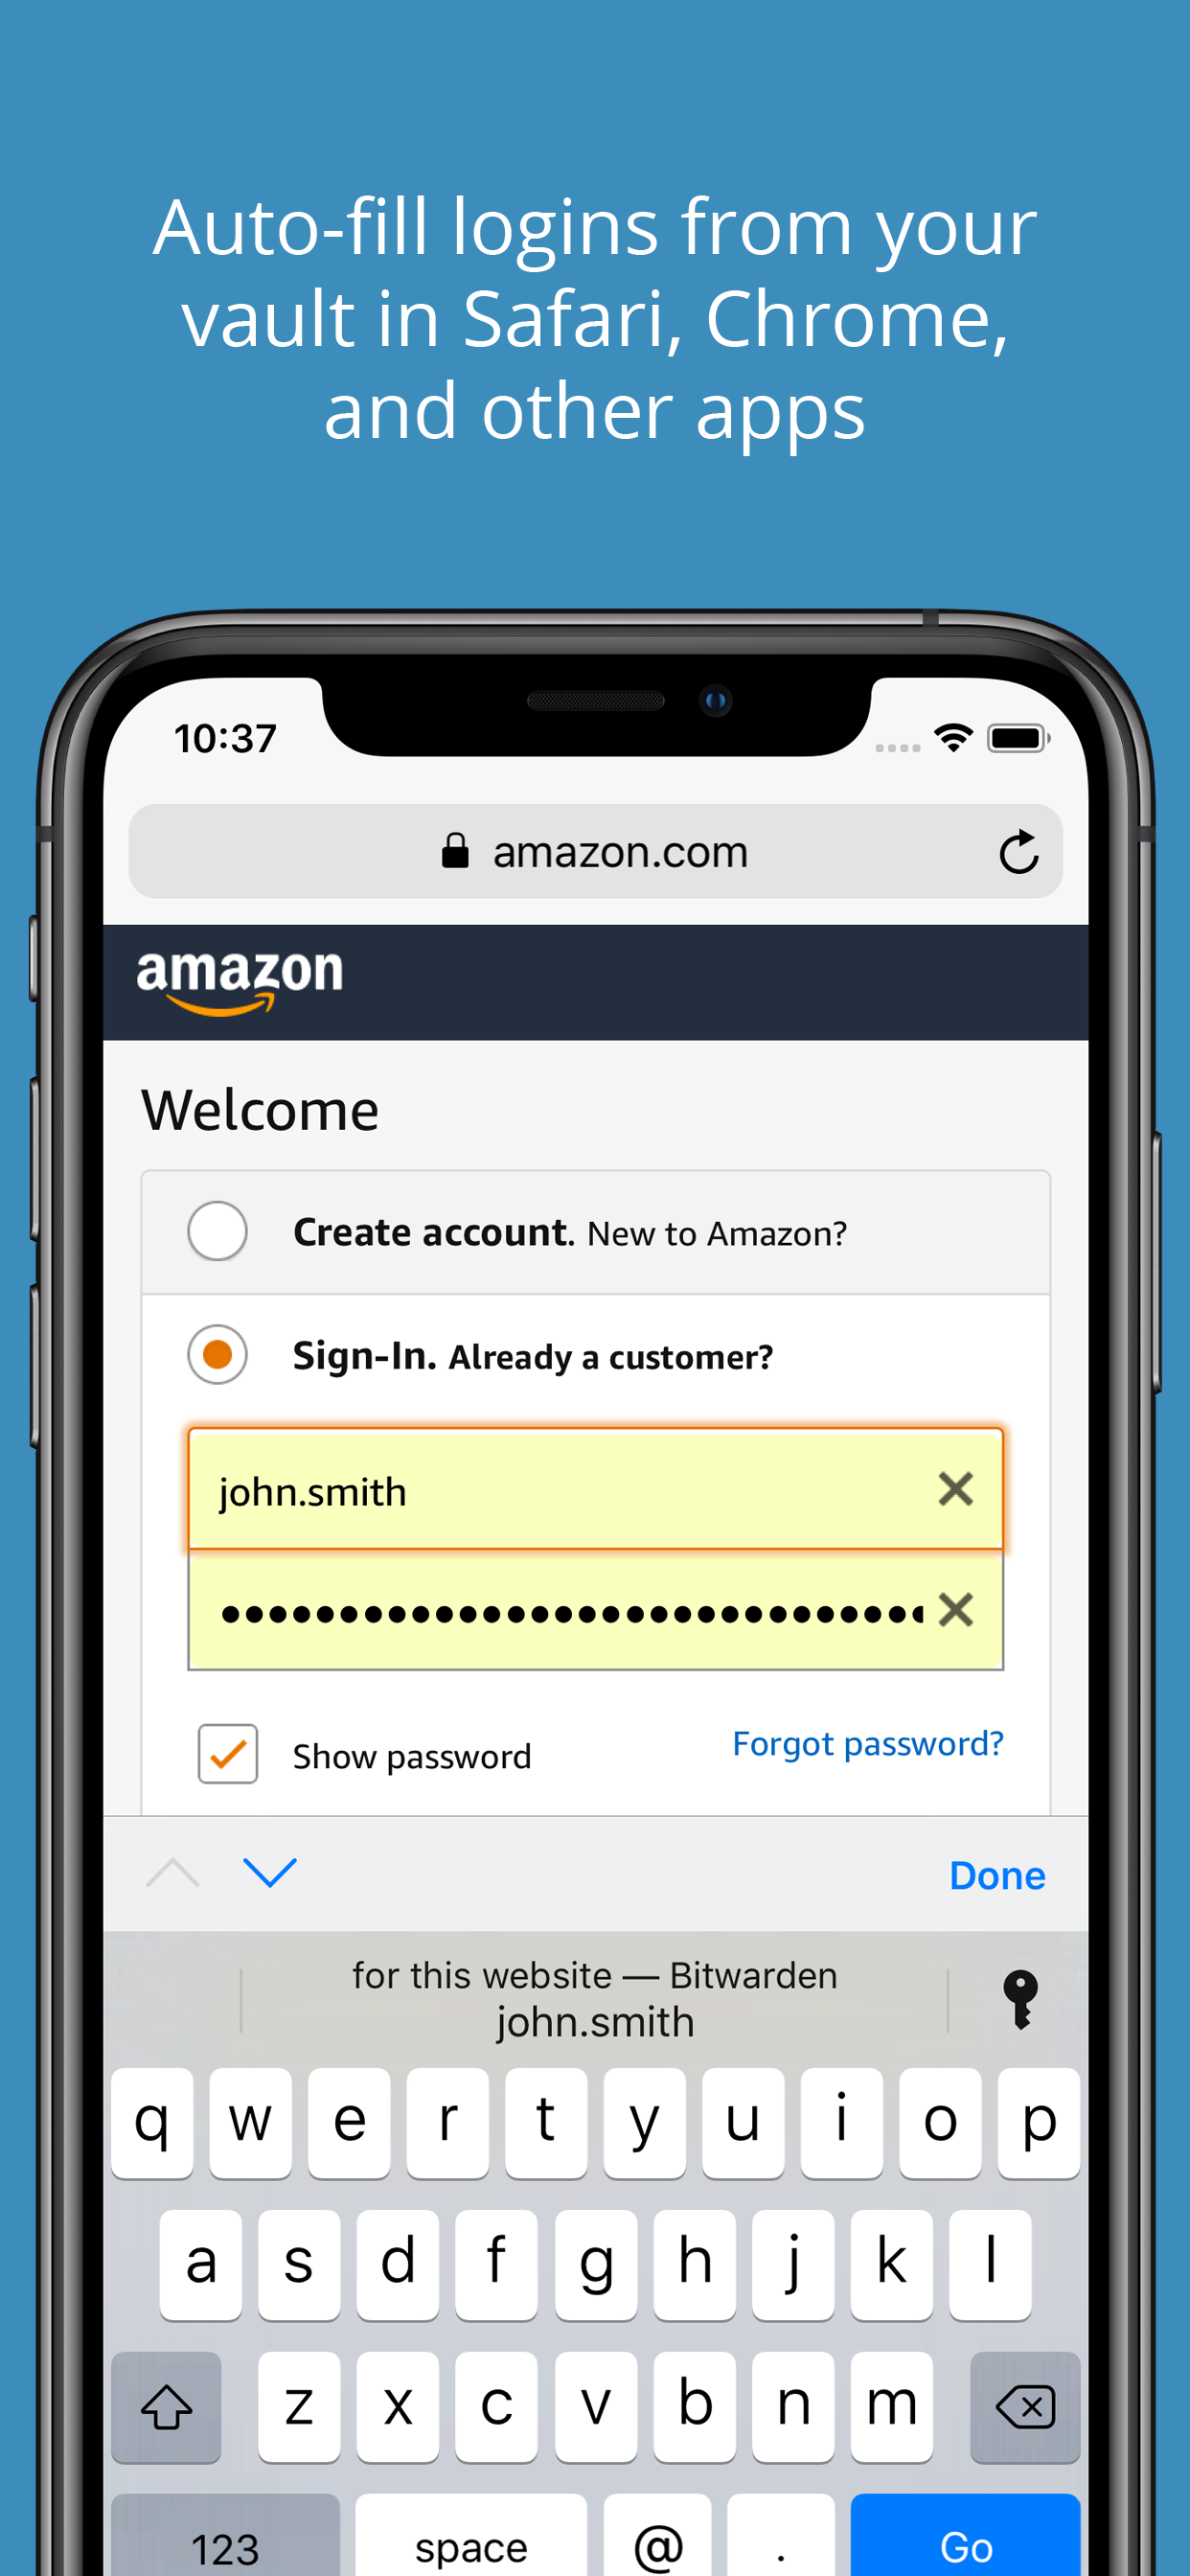 Auto-fill logins from your
vault in Safari, Chrome,
and other apps
10:37
amazon.com
amazon
Welcome
Create account. New to Amazon?
Sign-In. Already a customer?
john.smith
Show password
Forgot password?
Done
for this website — Bitwarden
john.smith
q w e r t y u i o p
a s d f g h j k l
z x c v b n m
123 space @ . Go